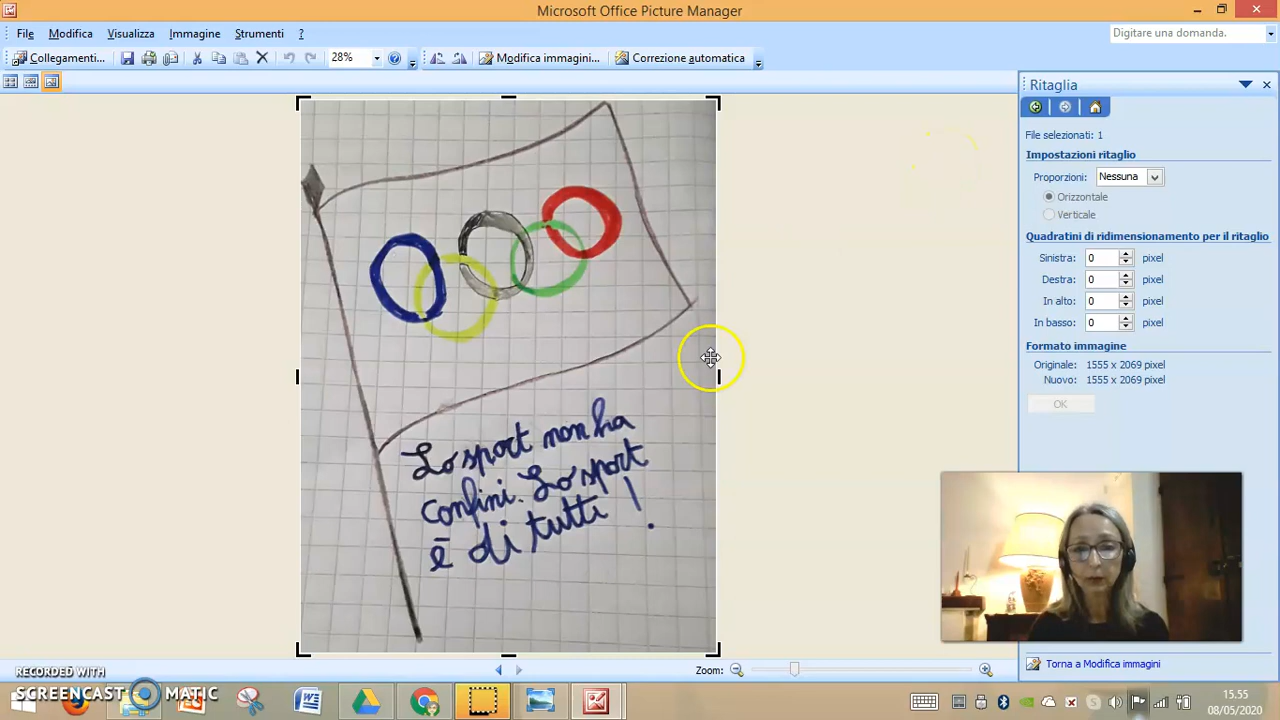 Microsoft Office Picture Manager
File Modifica Visualizza Immagine Strumenti ?
Digitare una domanda.
Collegamenti... 28% Modifica immagini... Correzione automatica
Ritaglia
File selezionati: 1
Impostazioni ritaglio
Proporzioni: Nessuna
Orizzontale
Verticale
Quadratini di ridimensionamento per il ritaglio
Sinistra: 0 pixel
Destra: 0 pixel
In alto: 0 pixel
In basso: 0 pixel
Formato immagine
Originale: 1555 x 2069 pixel
Nuovo: 1555 x 2069 pixel
OK
Lo sport non ha
confini. Lo sport
è di tutti !
Torna a Modifica immagini
Zoom:
RECORDED WITH
SCREENCAST MATIC
15.55
08/05/2020